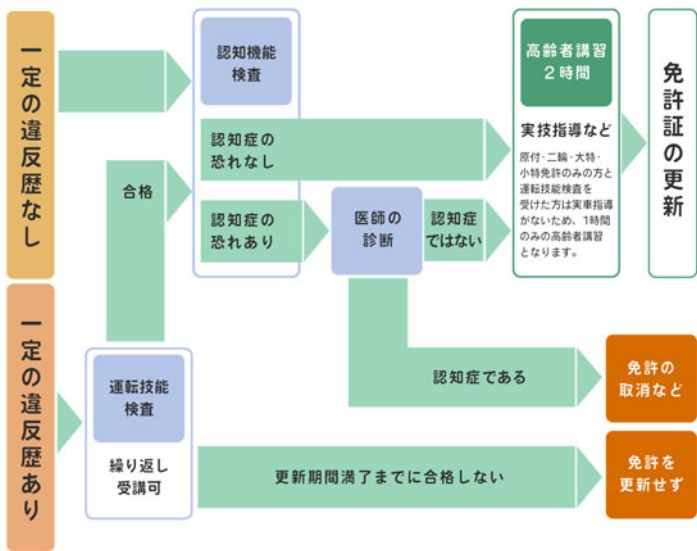 一定の違反歴なし
認知機能
検査
認知症の
恐れなし
認知症の
恐れあり
医師の
診断
認知症
ではない
高齢者講習
2時間
実技指導など
原付・二輪・大特・
小特免許のみの方と
運転技能検査を
受けた方は実車指導
がないため、1時間
のみの高齢者講習
となります。
免許証の更新
合格
一定の違反歴あり
運転技能
検査
繰り返し
受講可
認知症である
免許の
取消など
更新期間満了までに合格しない
免許を
更新せず